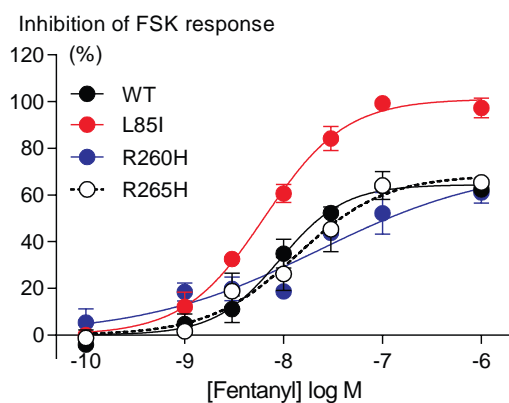 Inhibition of FSK response
(%)
120
100
80
60
40
20
0
WT
L85I
R260H
R265H
-10 -9 -8 -7 -6
[Fentanyl] log M